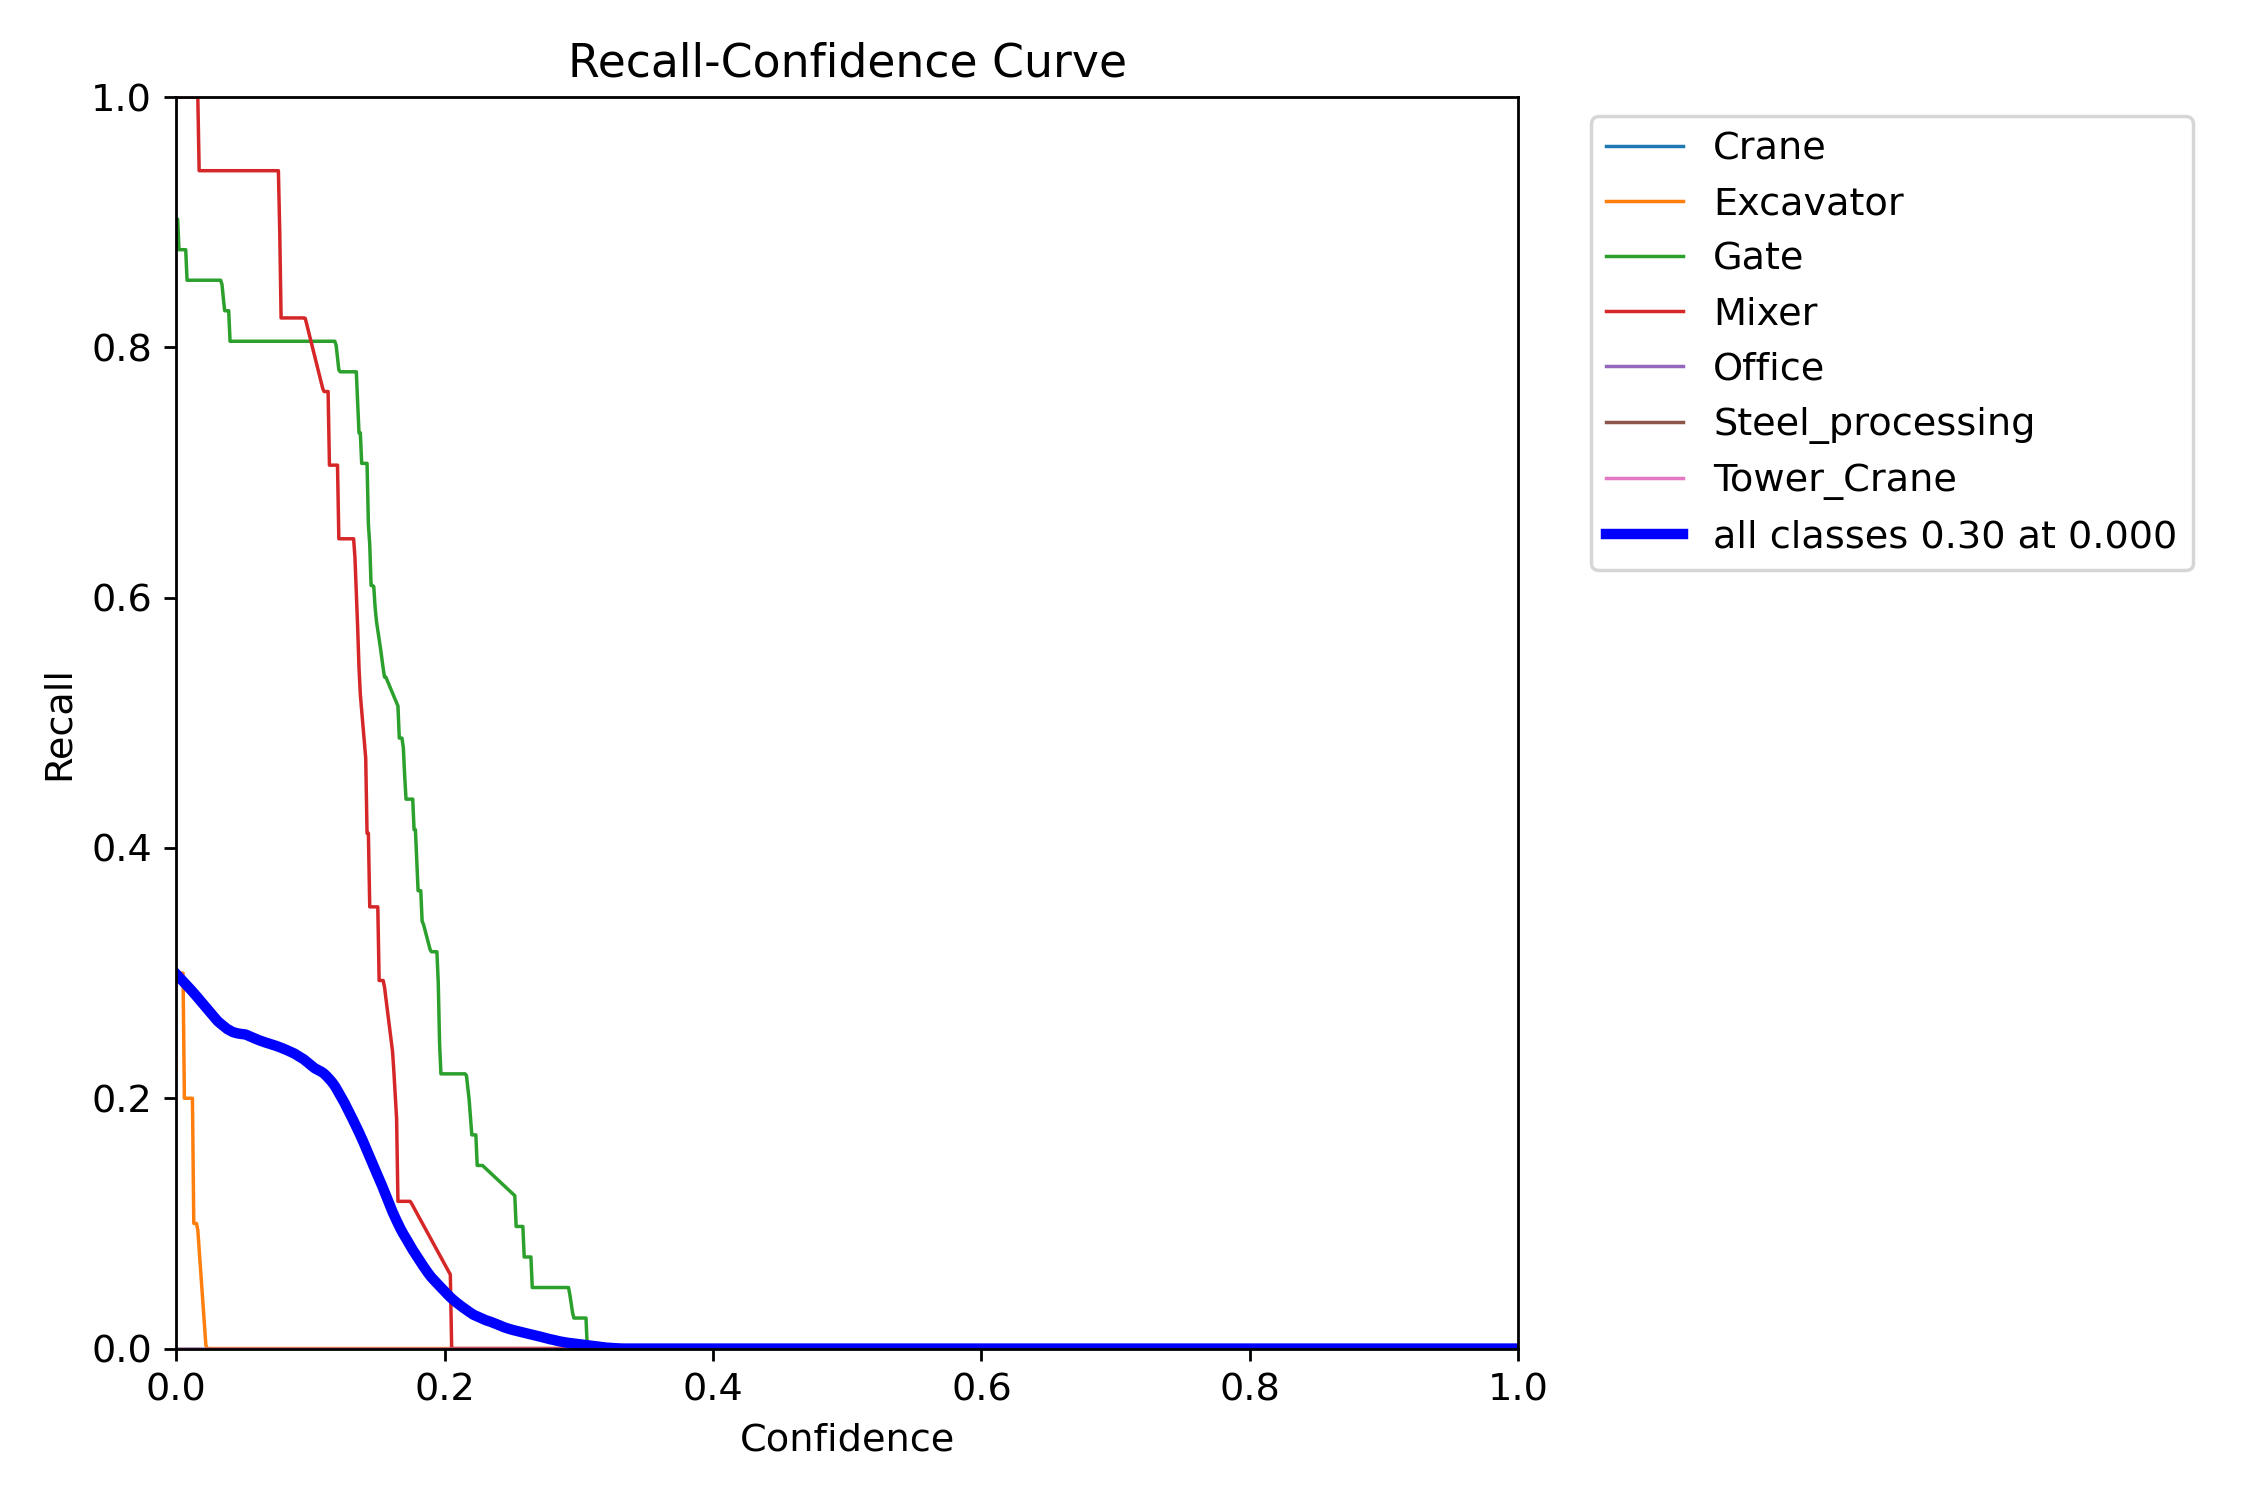 Recall-Confidence Curve
1.0
0.8
0.6
0.4
0.2
0.0
Recall
0.0 0.2 0.4 0.6 0.8 1.0
Confidence
Crane
Excavator
Gate
Mixer
Office
Steel_processing
Tower_Crane
all classes 0.30 at 0.000